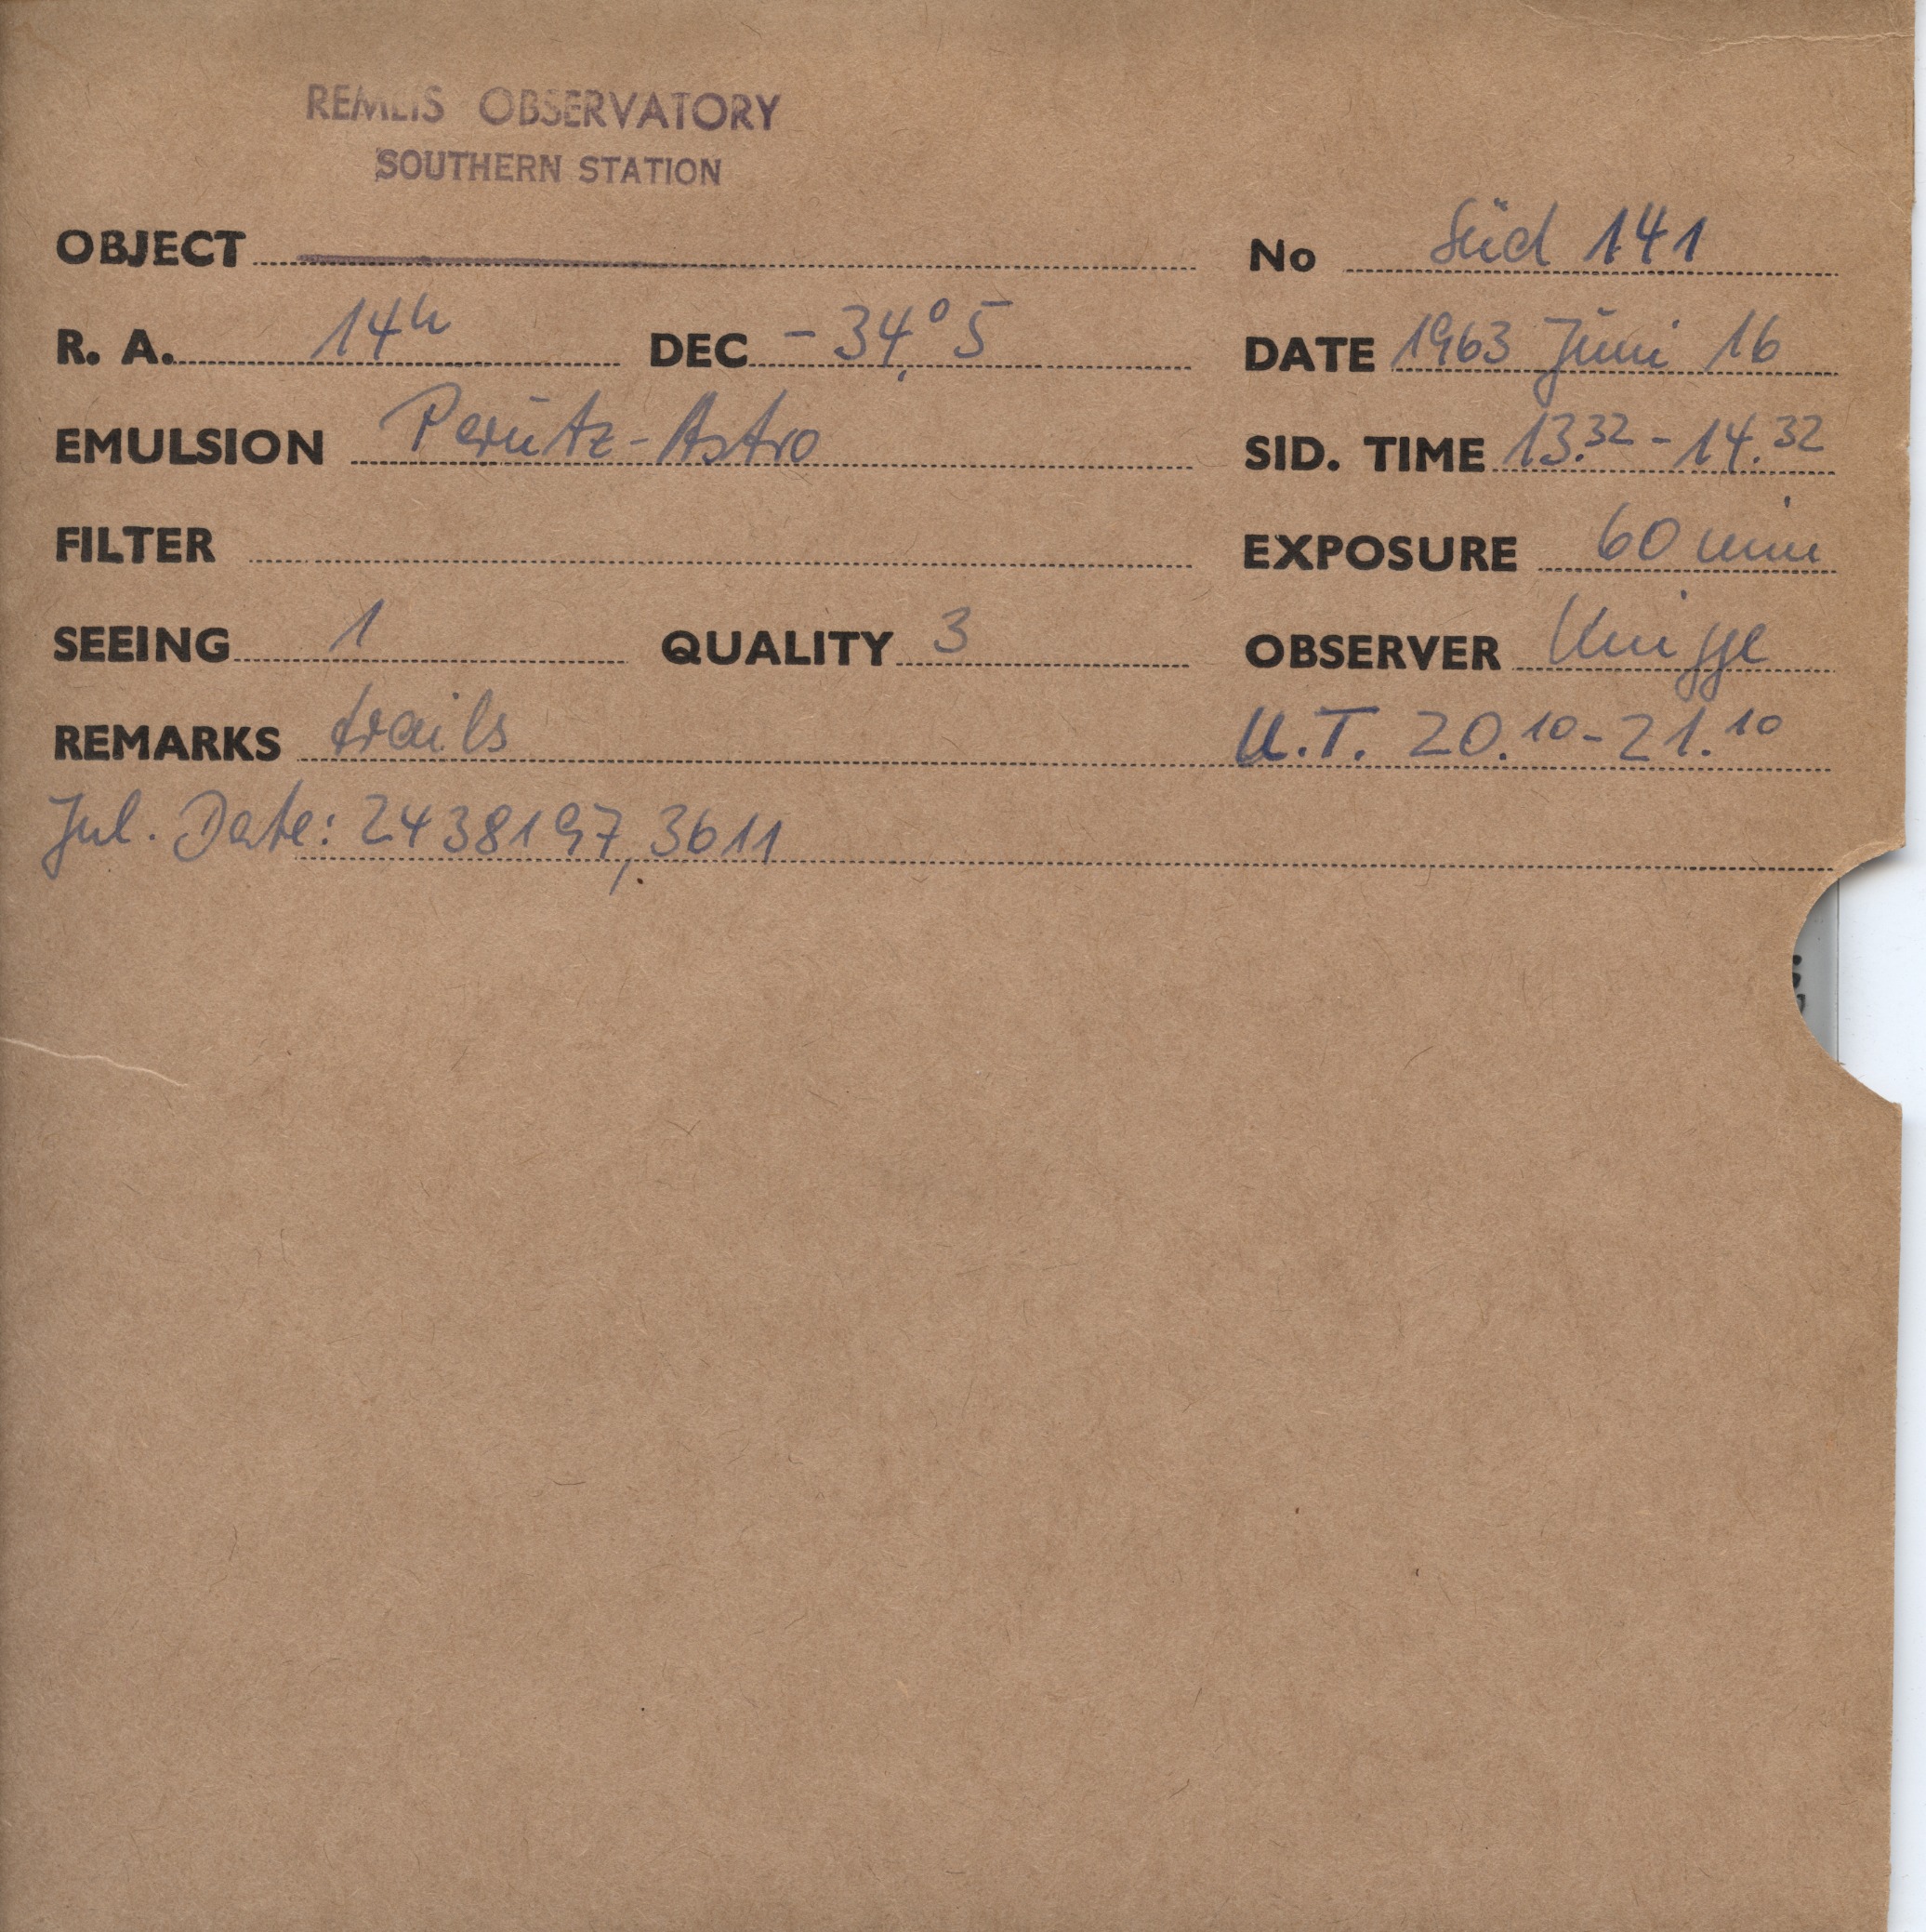 REMEIS OBSERVATORY
SOUTHERN STATION
OBJECT No Süd 141
R. A. 14h DEC -34,°5 DATE 1963 Juni 16
EMULSION Perutz-Astro SID. TIME 13.32 - 14.32
FILTER EXPOSURE 60 min
SEEING 1 QUALITY 3 OBSERVER Knigge
REMARKS trails U.T. 20.10 - 21.10
Jul. Date: 2438197,3611